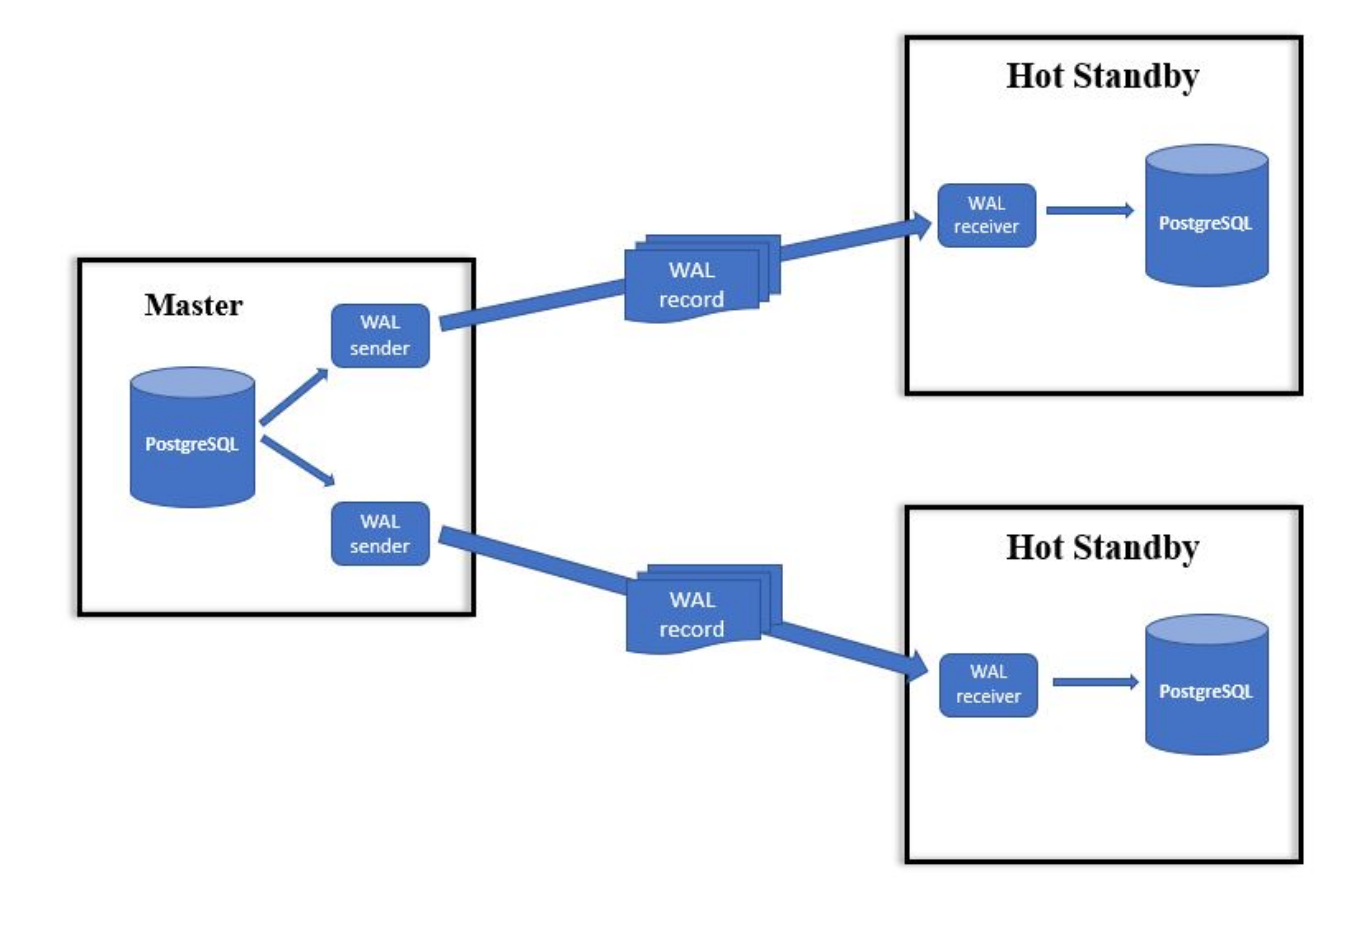 Hot Standby
WAL
receiver
PostgreSQL
WAL
record
Master
WAL
sender
PostgreSQL
WAL
sender
WAL
record
Hot Standby
WAL
receiver
PostgreSQL